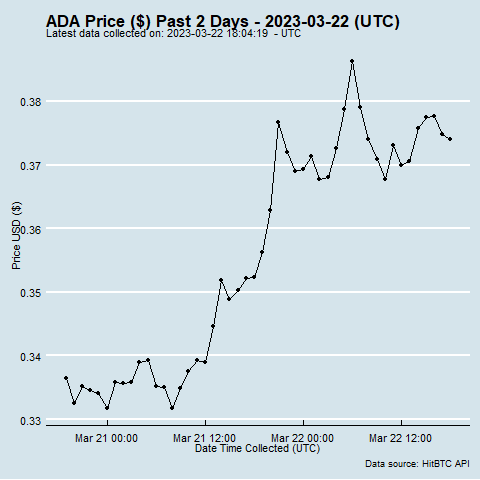 ADA Price ($) Past 2 Days - 2023-03-22 (UTC)
Latest data collected on: 2023-03-22 18:04:19  - UTC
0.38
0.37
0.36
0.35
0.34
0.33
Price USD ($)
Mar 21 00:00
Mar 21 12:00
Mar 22 00:00
Mar 22 12:00
Date Time Collected (UTC)
Data source: HitBTC API